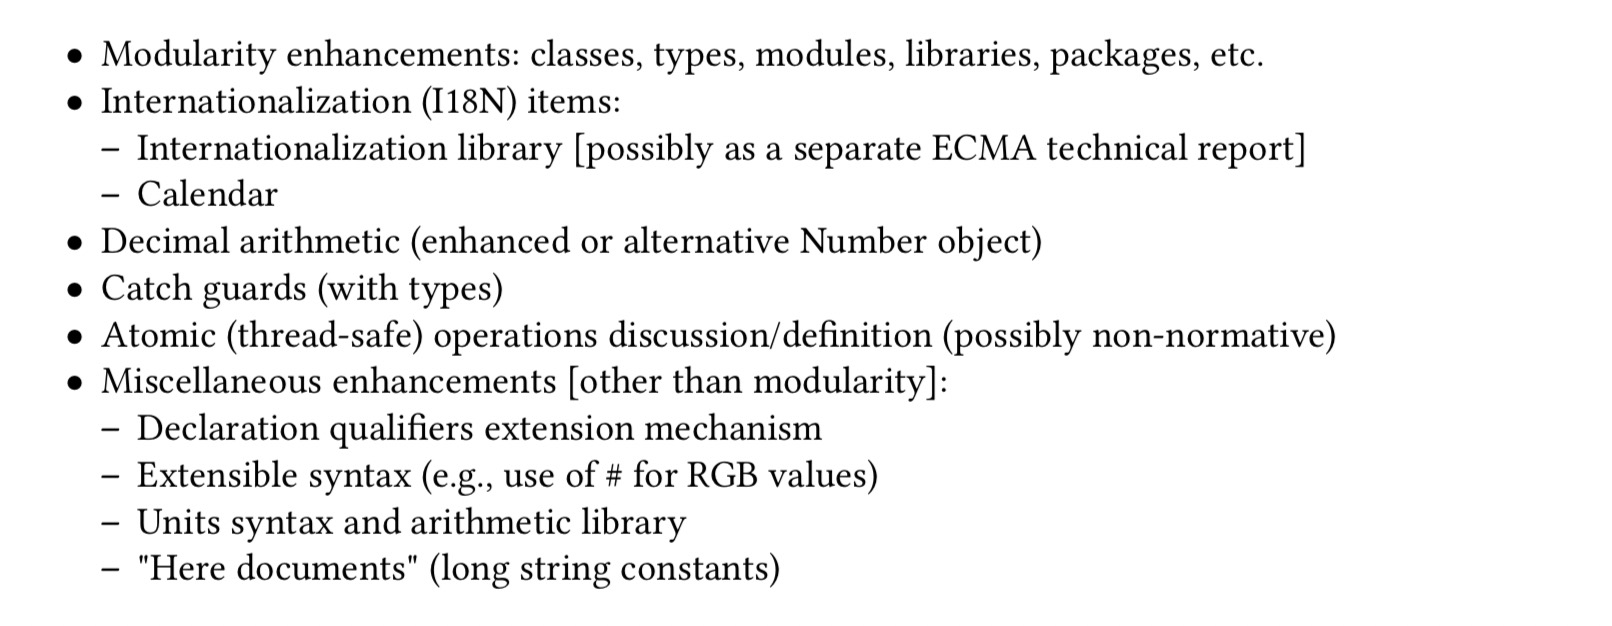 • Modularity enhancements: classes, types, modules, libraries, packages, etc.
• Internationalization (I18N) items:
– Internationalization library [possibly as a separate ECMA technical report]
– Calendar
• Decimal arithmetic (enhanced or alternative Number object)
• Catch guards (with types)
• Atomic (thread-safe) operations discussion/definition (possibly non-normative)
• Miscellaneous enhancements [other than modularity]:
– Declaration qualifiers extension mechanism
– Extensible syntax (e.g., use of # for RGB values)
– Units syntax and arithmetic library
– "Here documents" (long string constants)